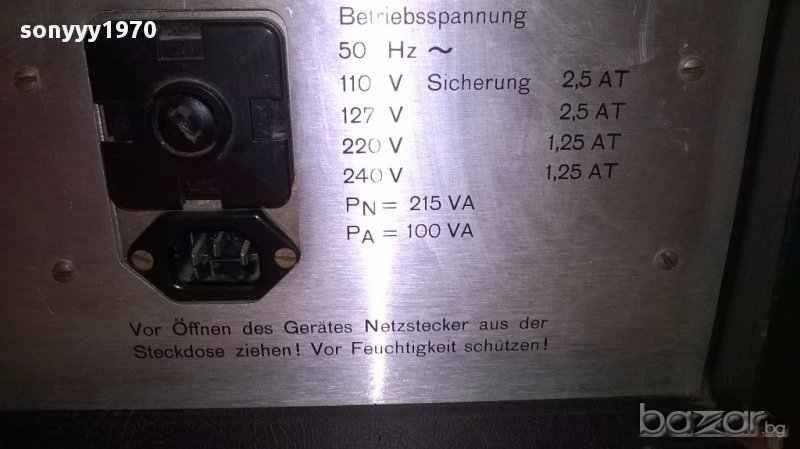 sonyyy1970
Betriebsspannung
50 Hz ~
110 V Sicherung 2,5 AT
127 V 2,5 AT
220 V 1,25 AT
240 V 1,25 AT
PN = 215 VA
PA = 100 VA
Vor Öffnen des Gerätes Netzstecker aus der
Steckdose ziehen! Vor Feuchtigkeit schützen!
bazar.bg